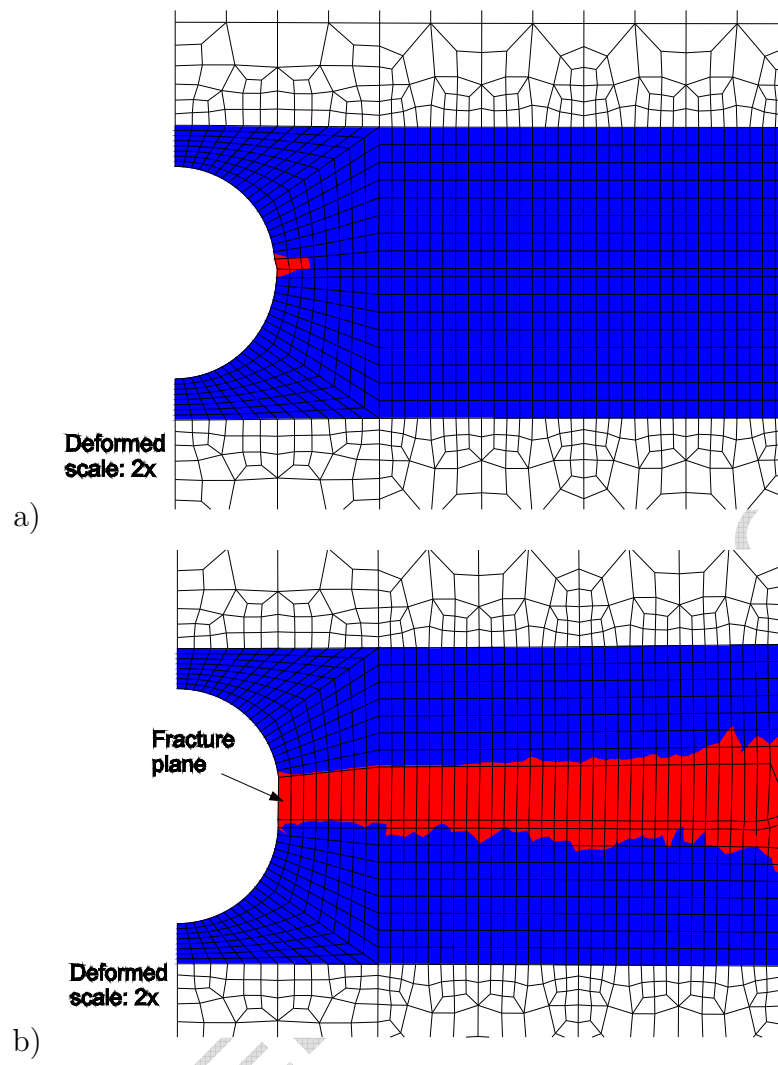 Deformed
scale: 2x
a)
Fracture
plane
Deformed
scale: 2x
b)